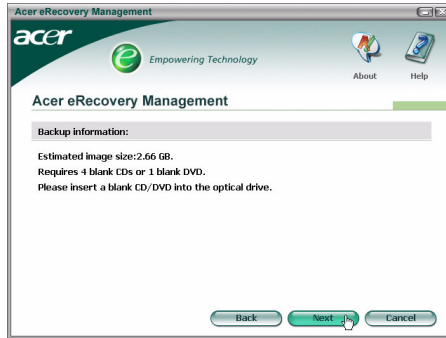 Acer eRecovery Management
acer
e
Empowering Technology
About
Help
Acer eRecovery Management
Backup information:
Estimated image size:2.66 GB.
Requires 4 blank CDs or 1 blank DVD.
Please insert a blank CD/DVD into the optical drive.
Back
Next
Cancel